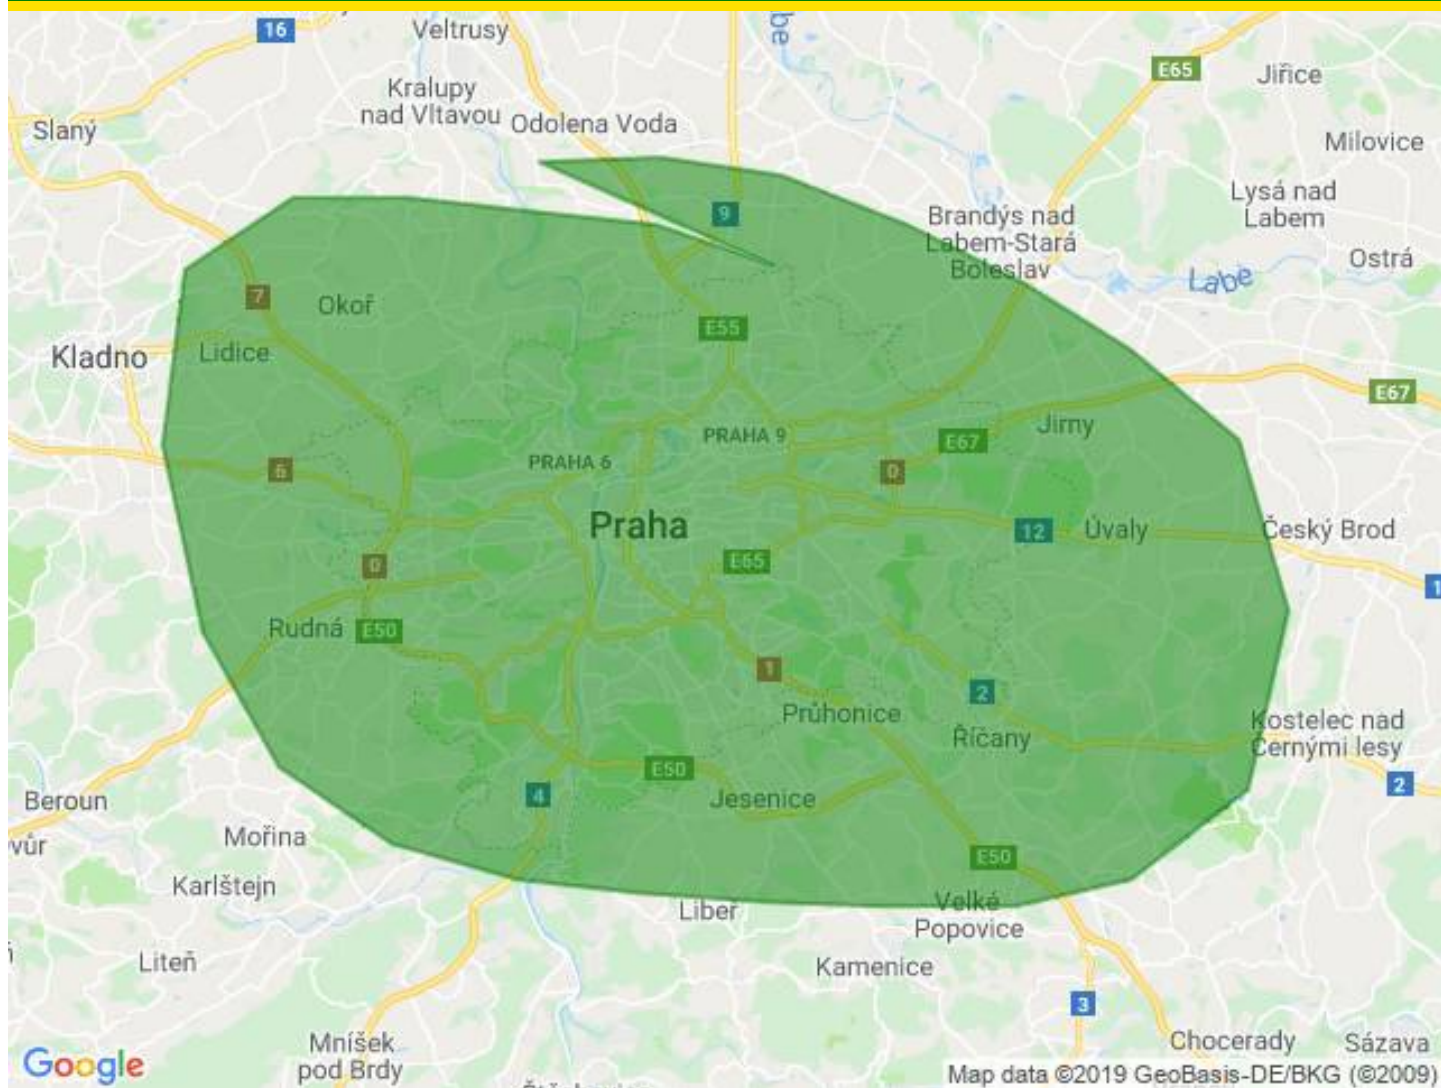 16
Veltrusy
E65
Jiřice
Kralupy
nad Vltavou
Odolena Voda
Slaný
Milovice
Lysá nad
Labem
9
Brandýs nad
Labem-Stará
Boleslav
Ostrá
Labe
7
Okoř
E55
Kladno
Lidice
E67
PRAHA 9
E67
Jirny
6
PRAHA 6
0
Praha
12
Úvaly
Český Brod
E65
0
1
Rudná
E50
1
2
Průhonice
Říčany
Kostelec nad
Černými lesy
E50
2
4
Jesenice
Beroun
Mořina
vůr
E50
Karlštejn
Libeř
Velké
Popovice
Liteň
Kamenice
3
Mníšek
pod Brdy
Chocerady
Sázava
Google
Map data ©2019 GeoBasis-DE/BKG (©2009)